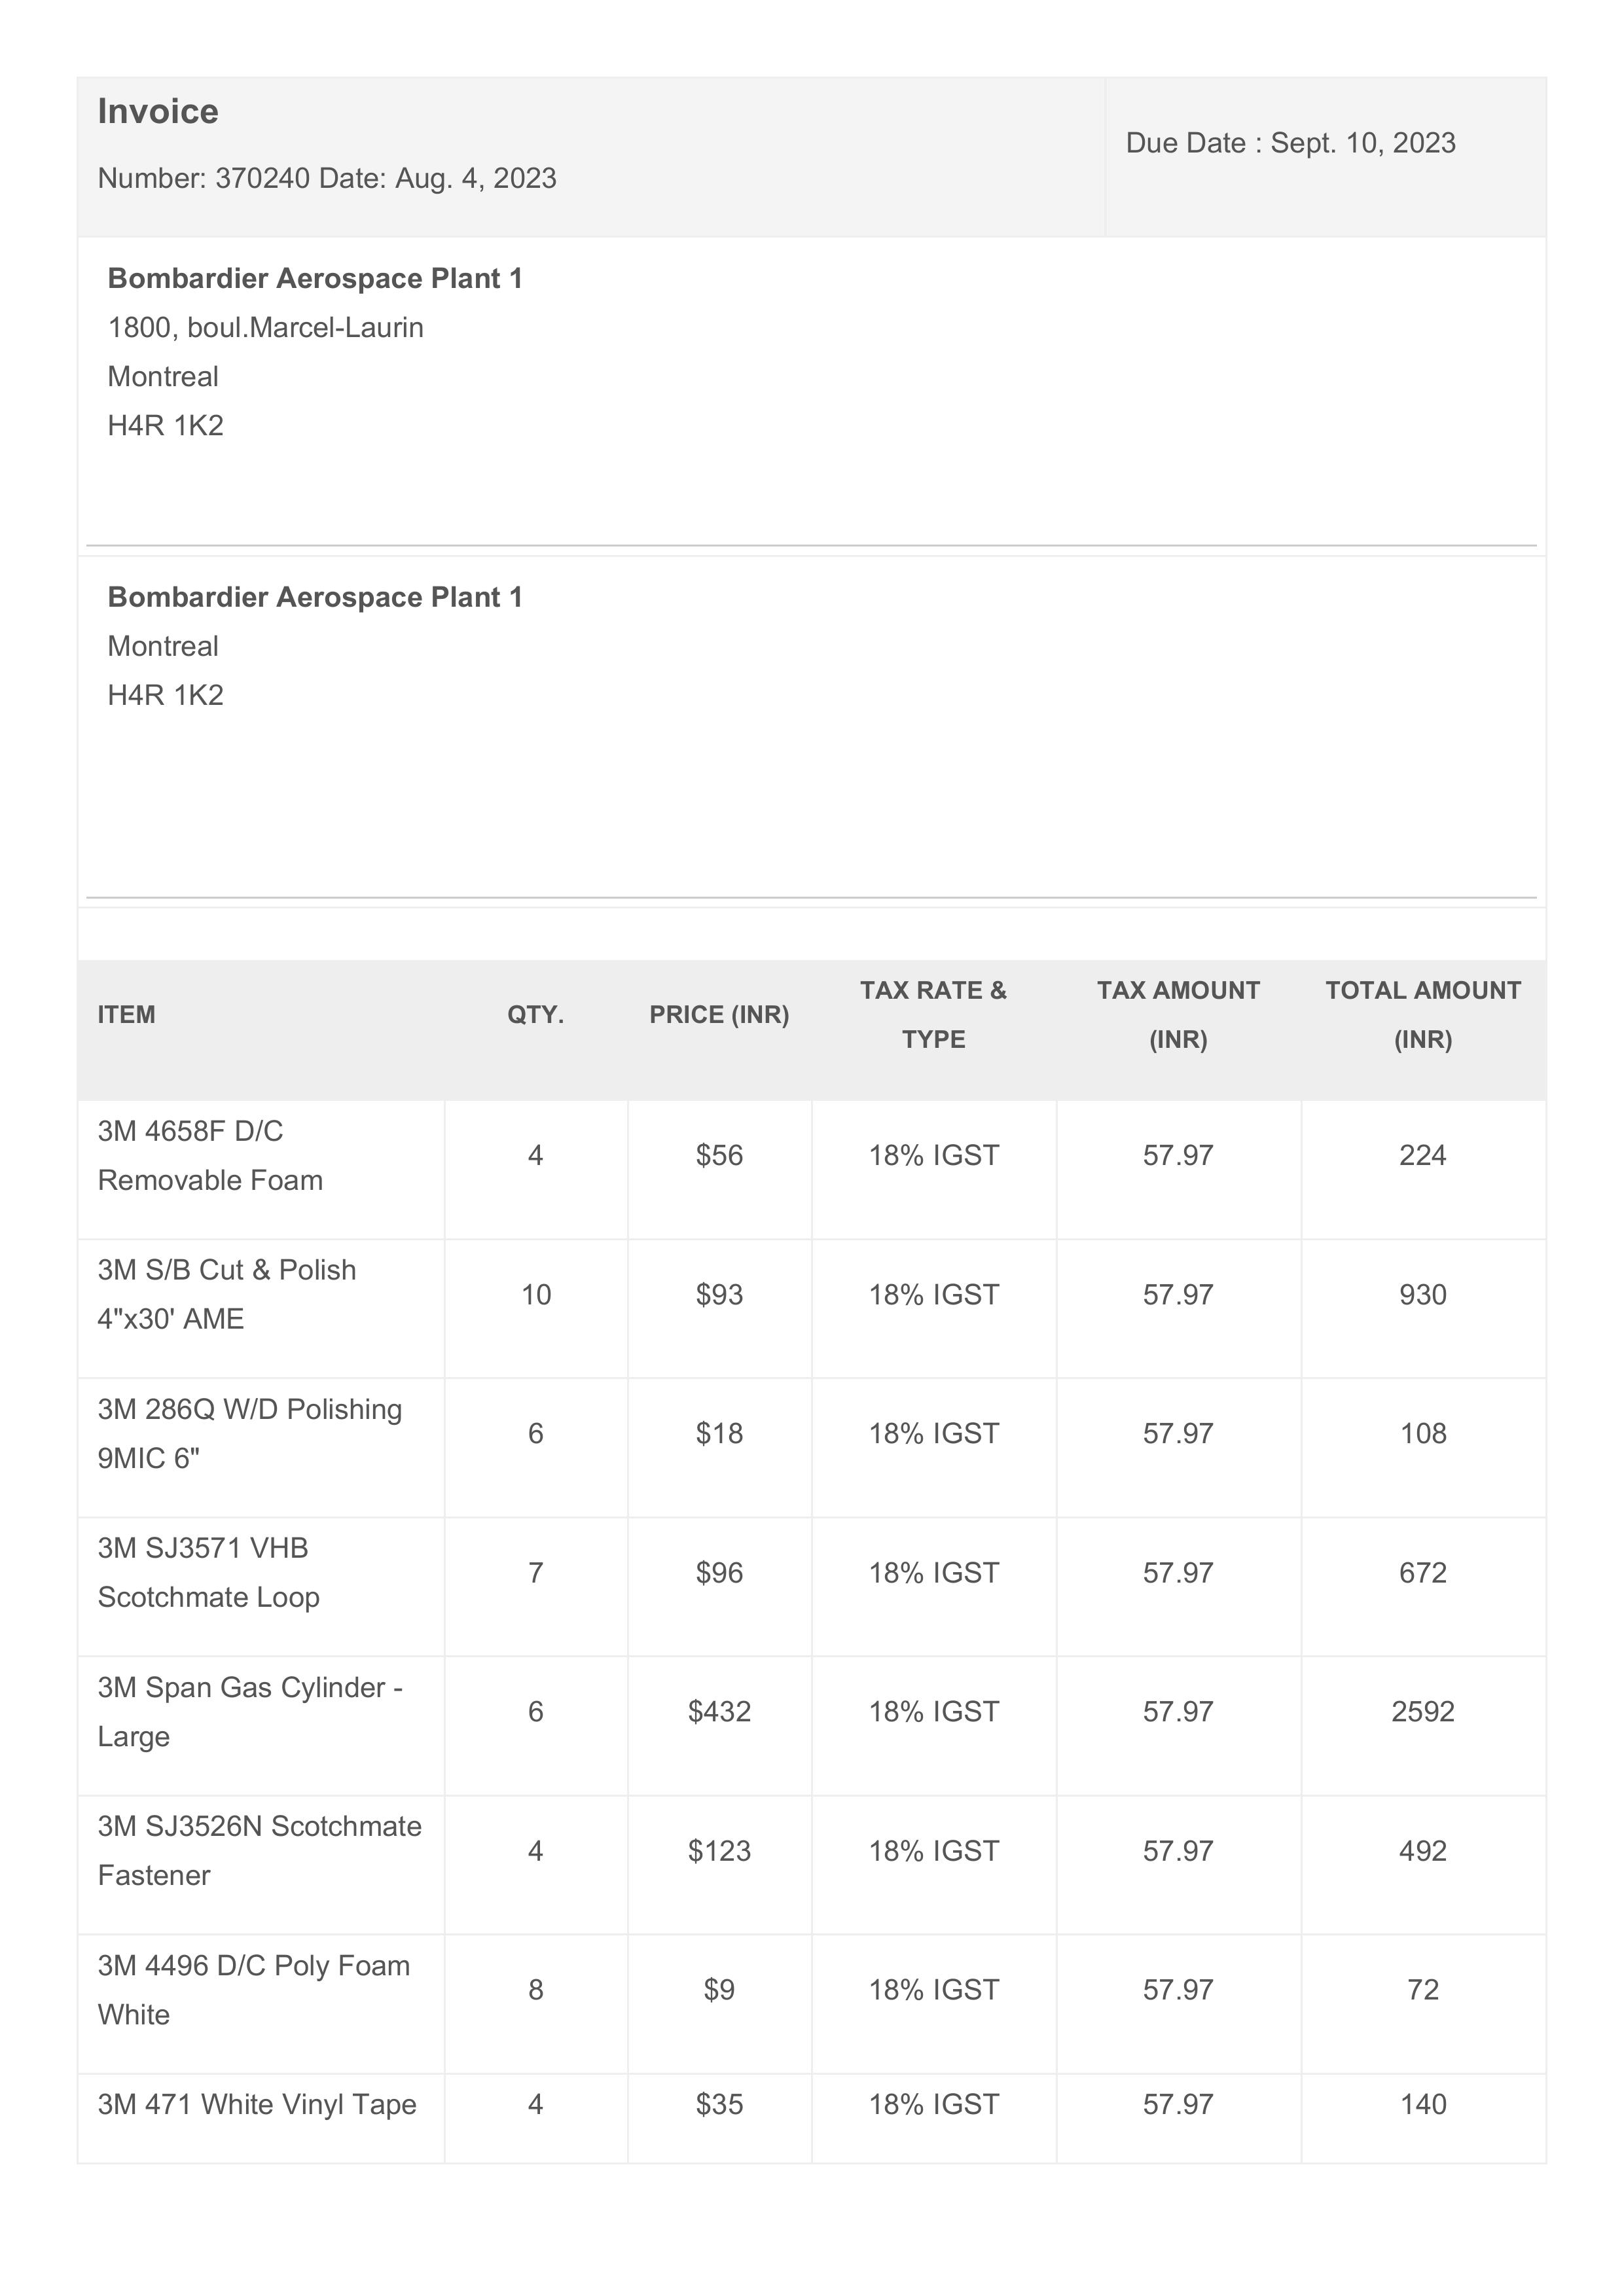 Invoice
Number: 370240 Date: Aug. 4, 2023
Due Date : Sept. 10, 2023
Bombardier Aerospace Plant 1
1800, boul.Marcel-Laurin
Montreal
H4R 1K2
Bombardier Aerospace Plant 1
Montreal
H4R 1K2
ITEM QTY. PRICE (INR) TAX RATE & TYPE TAX AMOUNT (INR) TOTAL AMOUNT (INR)
3M 4658F D/C Removable Foam 4 $56 18% IGST 57.97 224
3M S/B Cut & Polish 4"x30' AME 10 $93 18% IGST 57.97 930
3M 286Q W/D Polishing 9MIC 6" 6 $18 18% IGST 57.97 108
3M SJ3571 VHB Scotchmate Loop 7 $96 18% IGST 57.97 672
3M Span Gas Cylinder - Large 6 $432 18% IGST 57.97 2592
3M SJ3526N Scotchmate Fastener 4 $123 18% IGST 57.97 492
3M 4496 D/C Poly Foam White 8 $9 18% IGST 57.97 72
3M 471 White Vinyl Tape 4 $35 18% IGST 57.97 140